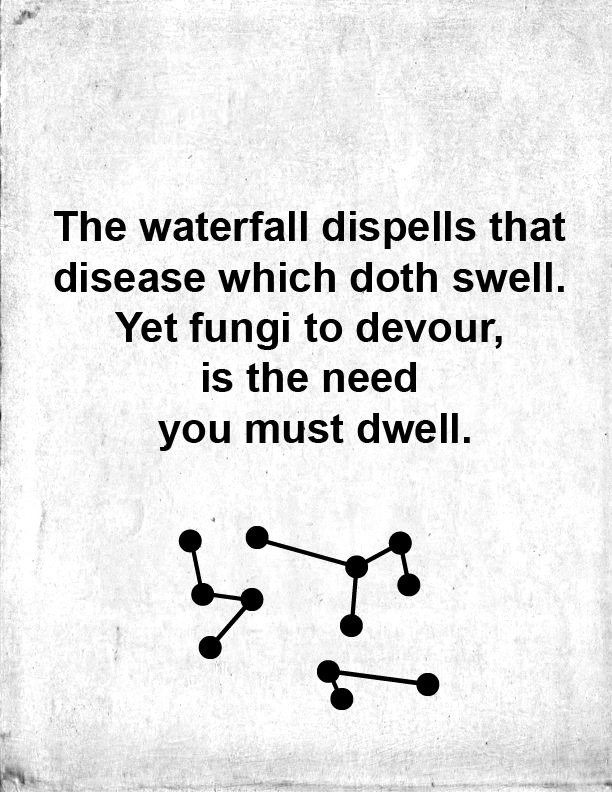 The waterfall dispells that
disease which doth swell.
Yet fungi to devour,
is the need
you must dwell.